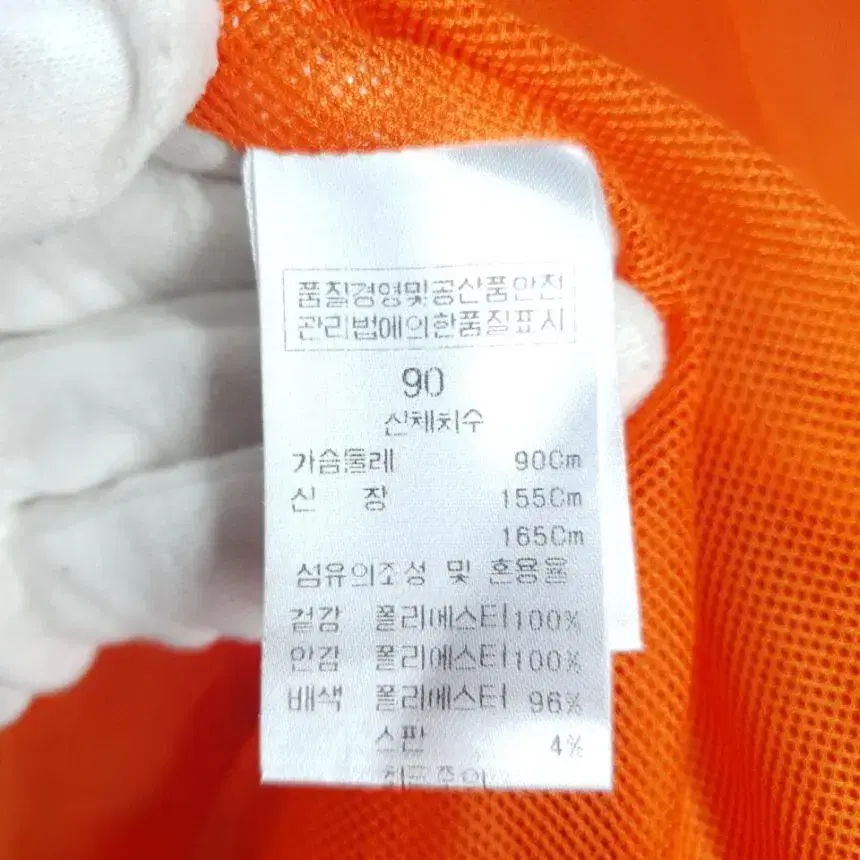 품질경영및공산품안전
관리법에의한품질표시
90
신체치수
가슴둘레 90Cm
신 장 155Cm
165Cm
섬유의조성 및 혼용율
겉감 폴리에스터100%
안감 폴리에스터100%
배색 폴리에스터 96%
스판 4%